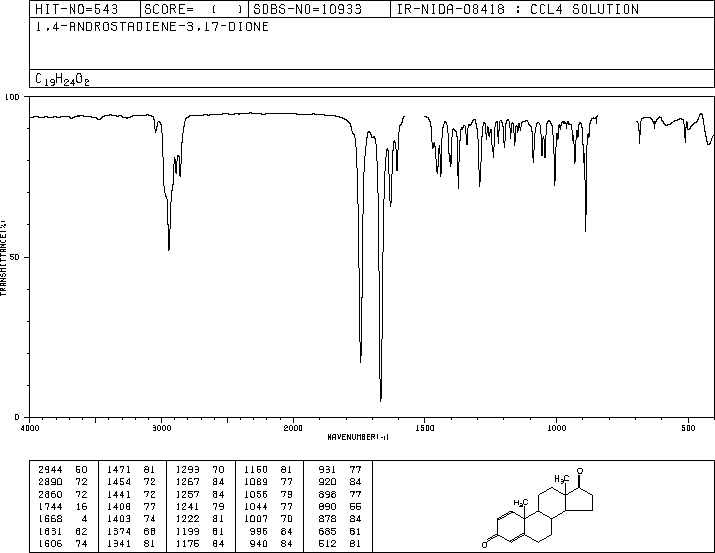 HIT-NO=543 SCORE= ( ) SDBS-NO=10933 IR-NIDA-08418 : CCL4 SOLUTION
1,4-ANDROSTADIENE-3,17-DIONE
C19H24O2
100
50
0
TRANSMITTANCE(%)
4000 3000 2000 1500 1000 500
WAVENUMBER(-1)
2944 50 1471 81 1293 70 1160 81 931 77
2890 72 1454 72 1267 84 1089 77 920 84
2860 72 1441 72 1257 84 1055 79 898 77
1744 16 1408 77 1241 79 1044 77 890 55
1668 4 1403 74 1222 81 1007 70 878 84
1631 62 1374 68 1199 81 996 84 685 81
1606 74 1341 81 1175 84 940 84 512 81
O
H3C
H3C
O